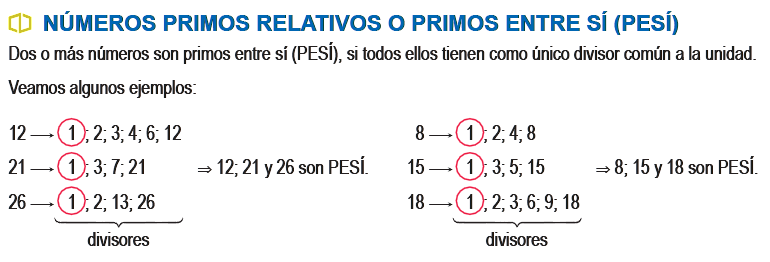 NÚMEROS PRIMOS RELATIVOS O PRIMOS ENTRE SÍ (PESÍ)
Dos o más números son primos entre sí (PESÍ), si todos ellos tienen como único divisor común a la unidad.
Veamos algunos ejemplos:
12 → 1; 2; 3; 4; 6; 12
21 → 1; 3; 7; 21 ⇒ 12; 21 y 26 son PESÍ.
26 → 1; 2; 13; 26
divisores
8 → 1; 2; 4; 8
15 → 1; 3; 5; 15 ⇒ 8; 15 y 18 son PESÍ.
18 → 1; 2; 3; 6; 9; 18
divisores